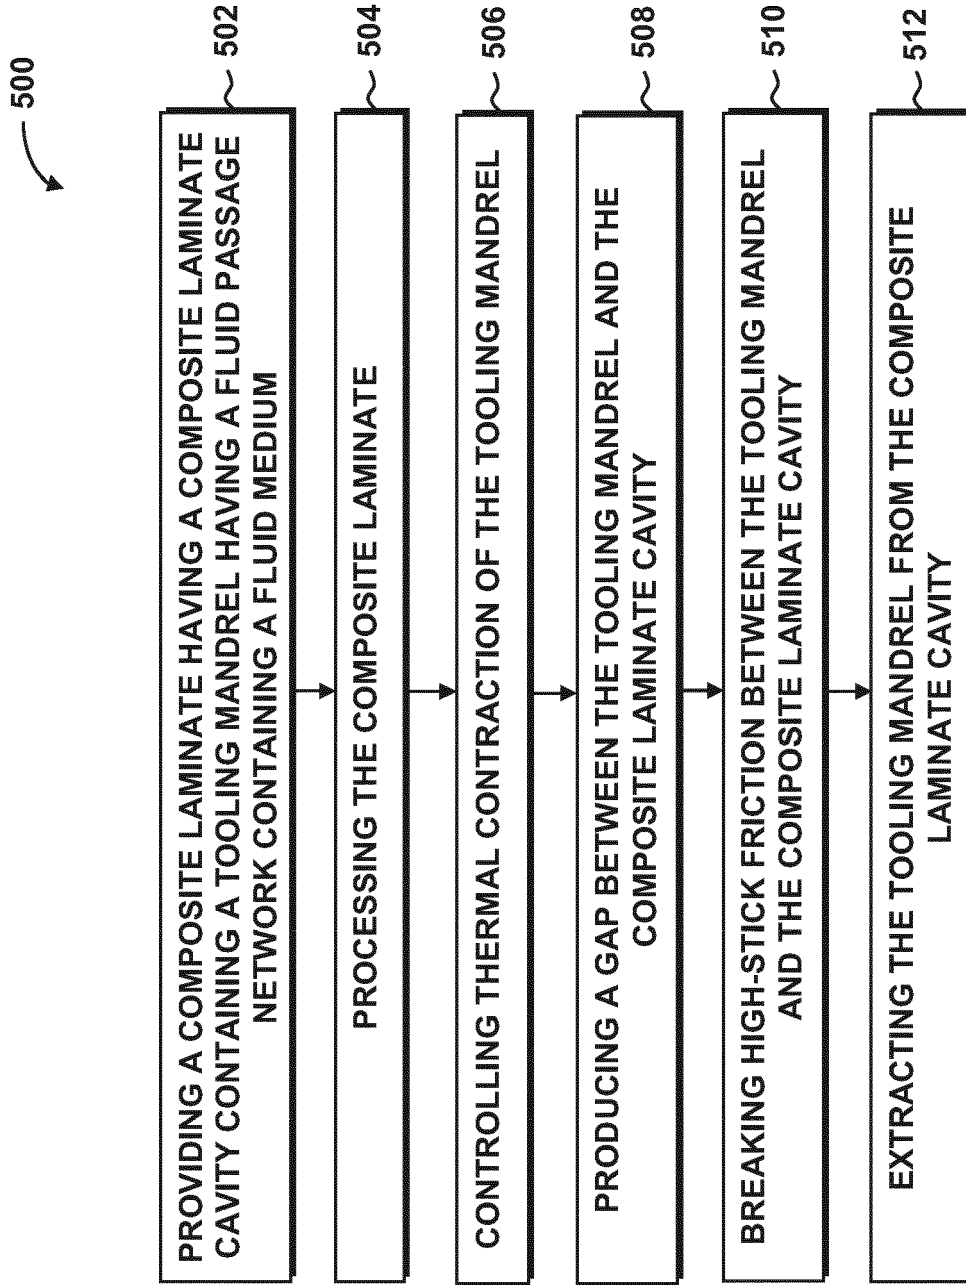 500
PROVIDING A COMPOSITE LAMINATE HAVING A COMPOSITE LAMINATE
CAVITY CONTAINING A TOOLING MANDREL HAVING A FLUID PASSAGE
NETWORK CONTAINING A FLUID MEDIUM
502
PROCESSING THE COMPOSITE LAMINATE
504
CONTROLLING THERMAL CONTRACTION OF THE TOOLING MANDREL
506
PRODUCING A GAP BETWEEN THE TOOLING MANDREL AND THE
COMPOSITE LAMINATE CAVITY
508
BREAKING HIGH-STICK FRICTION BETWEEN THE TOOLING MANDREL
AND THE COMPOSITE LAMINATE CAVITY
510
EXTRACTING THE TOOLING MANDREL FROM THE COMPOSITE
LAMINATE CAVITY
512